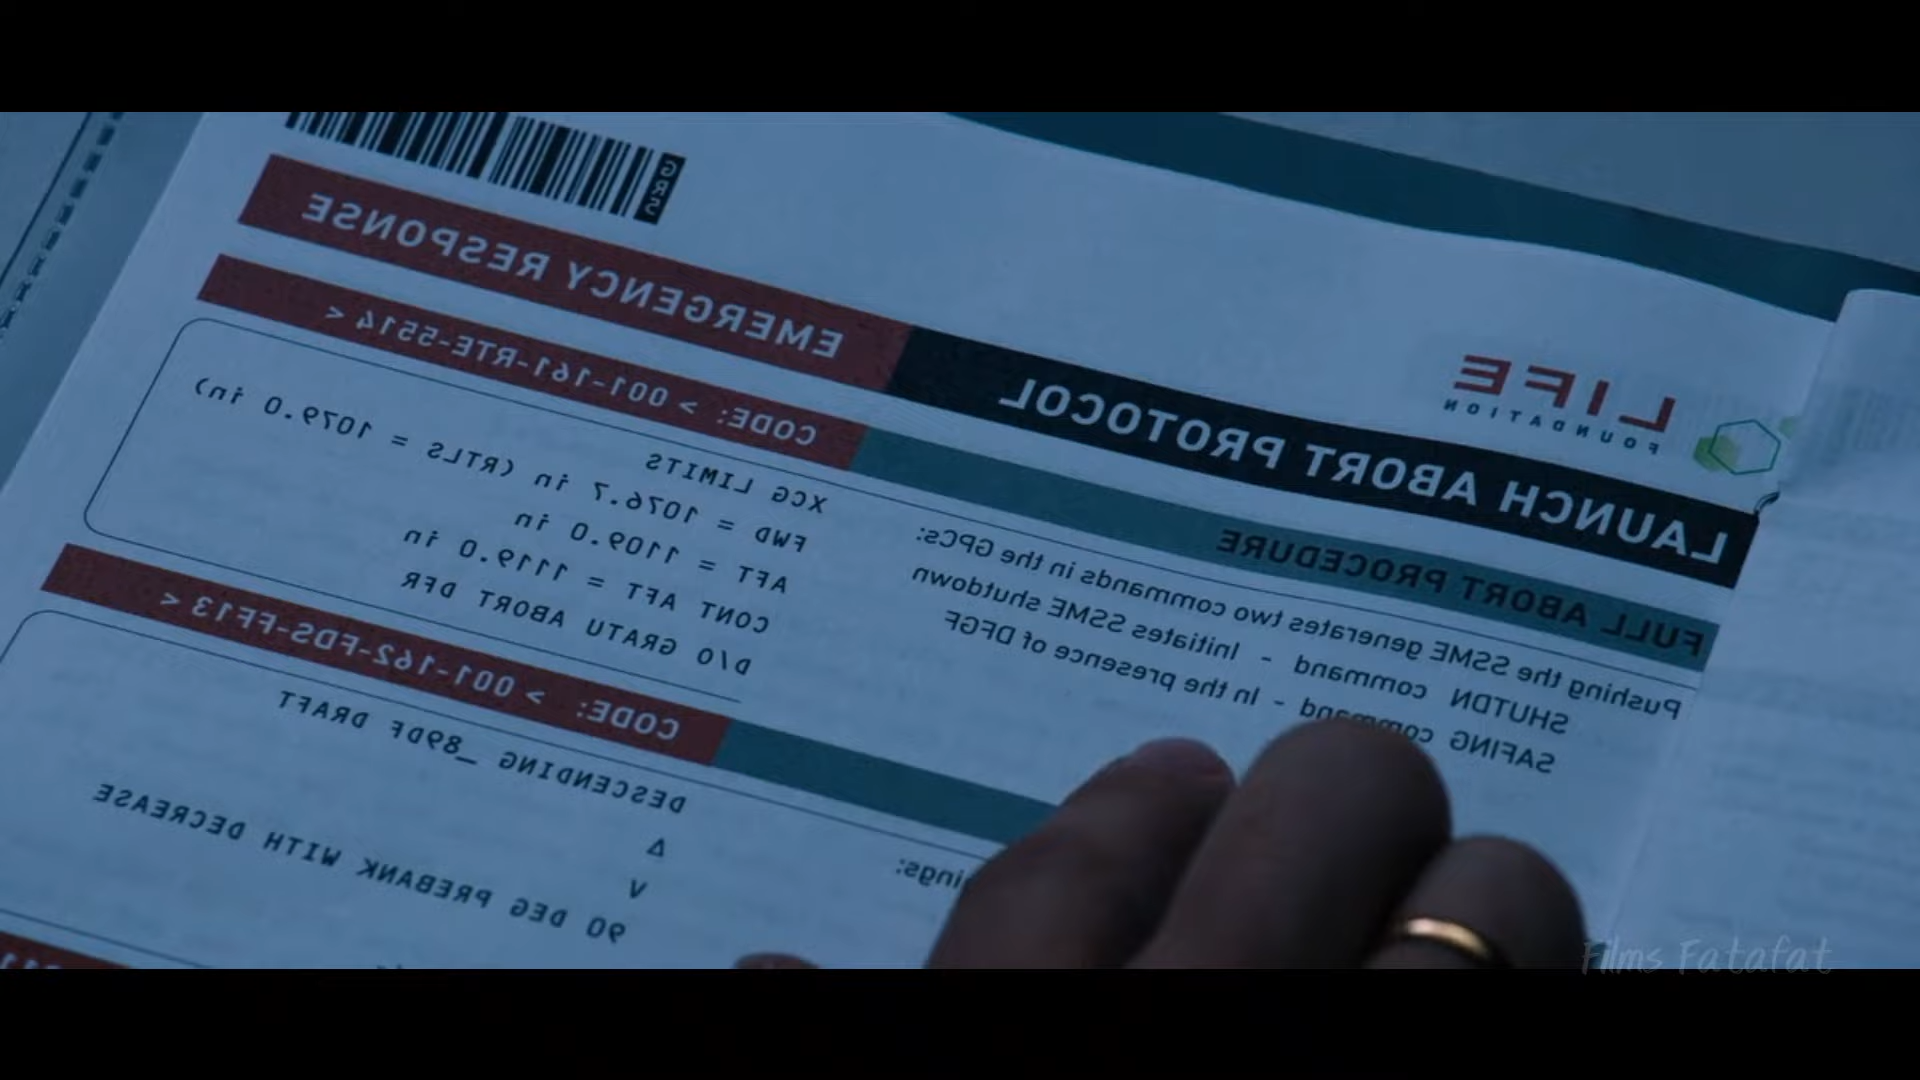 GRS
LIFE
FOUNDATION
LAUNCH ABORT PROTOCOL
EMERGENCY RESPONSE
FULL ABORT PROCEDURE
Pushing the SSME generates two commands in the GPCs:
SHUTDN command - Initiates SSME shutdown
SAFING command - In the presence of DFGF
CODE: > 001-161-RTE-5514 <
XCG LIMITS
FWD = 1076.7 in (RTLS = 1079.0 in)
AFT = 1109.0 in
CONT AFT = 1119.0 in
D/O GRATU ABORT DFR
CODE: > 001-162-FDS-FF13 <
DESCENDING _89DF DRAFT
Δ
V
90 DEG PREBANK WITH DECREASE
Films Fatafat